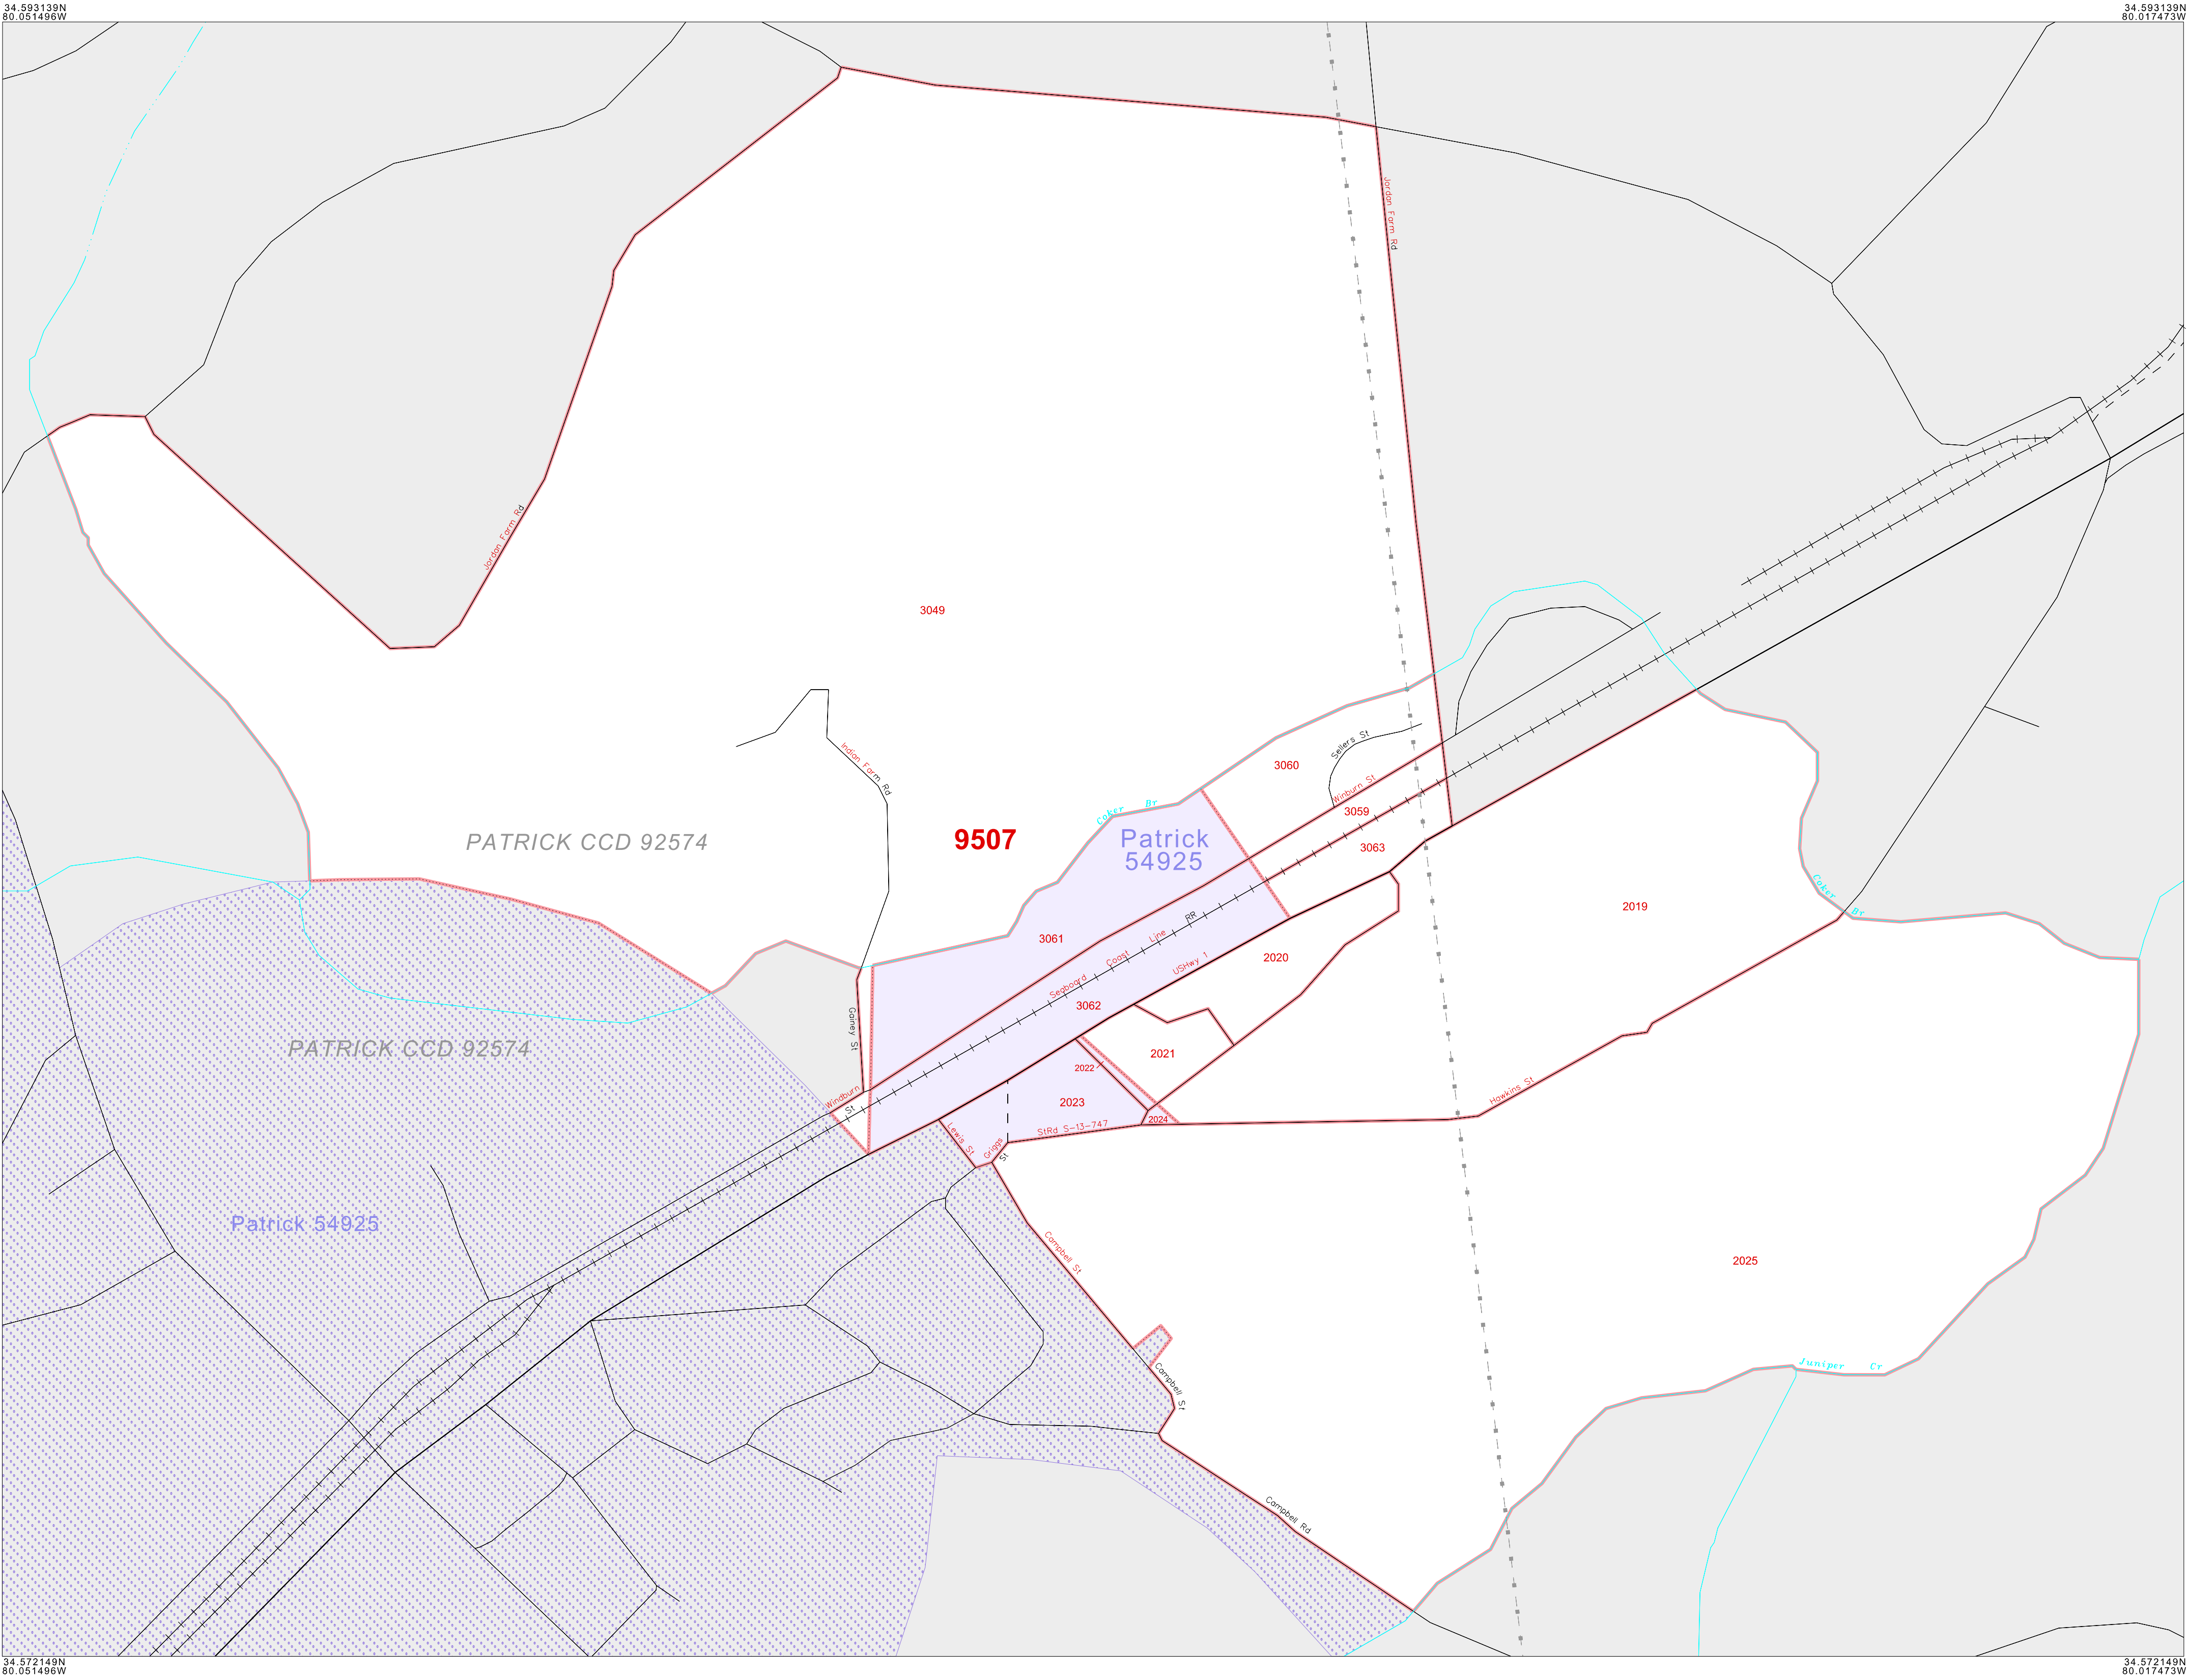 34.593139N
80.051496W
34.593139N
80.017473W
Jordan Farm Rd
Jordan Farm Rd
3049
Indian Farm Rd
Sellers St
3060
Winburn St
3059
Coker Br
PATRICK CCD 92574
9507
Patrick
54925
3063
Coker Br
2019
RR
Line
Coast
Seaboard
3061
USHwy 1
2020
3062
Gainey St
PATRICK CCD 92574
2021
2022
Windburn
St
2023
2024
StRd S-13-747
Hawkins St
Lewis St
Griggs
St
Patrick 54925
Campbell St
2025
Juniper Cr
Campbell St
Campbell Rd
34.572149N
80.051496W
34.572149N
80.017473W